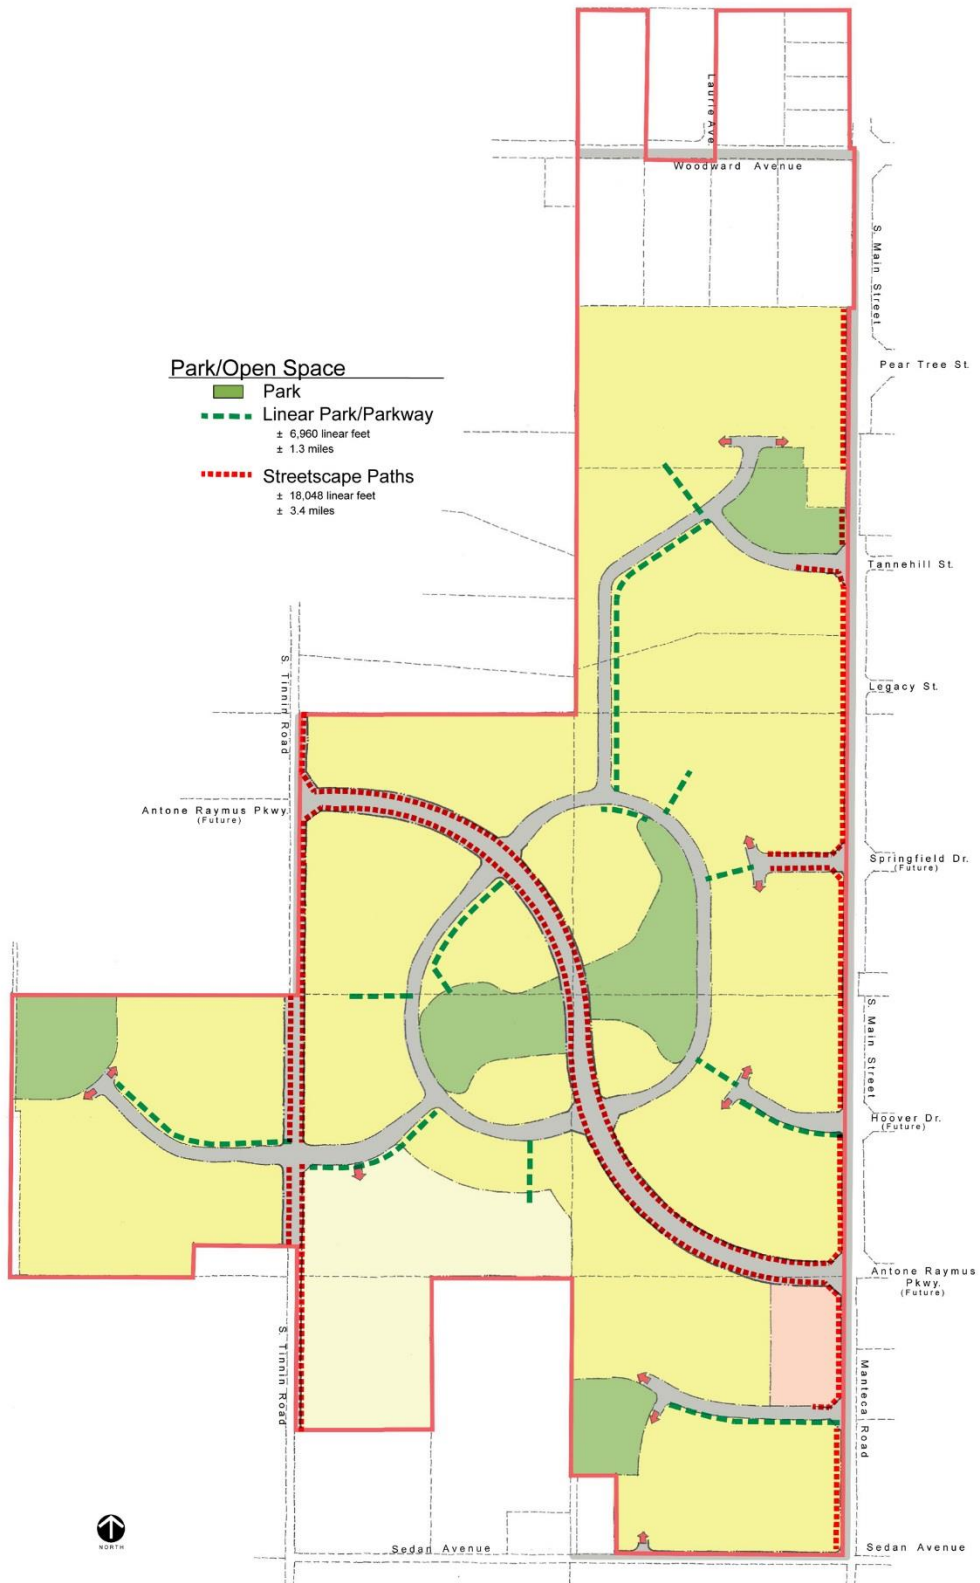 Laurie Ave.
Woodward Avenue
S. Main Street
Pear Tree St.
Park/Open Space
Park
Linear Park/Parkway
± 6,960 linear feet
± 1.3 miles
Streetscape Paths
± 18,048 linear feet
± 3.4 miles
Tannehill St.
S. Tinnin Road
Legacy St.
Antone Raymus Pkwy.
(Future)
Springfield Dr.
(Future)
S. Main Street
Hoover Dr.
(Future)
Antone Raymus
Pkwy.
(Future)
S. Tinnin Road
Manteca Road
NORTH
Sedan Avenue
Sedan Avenue